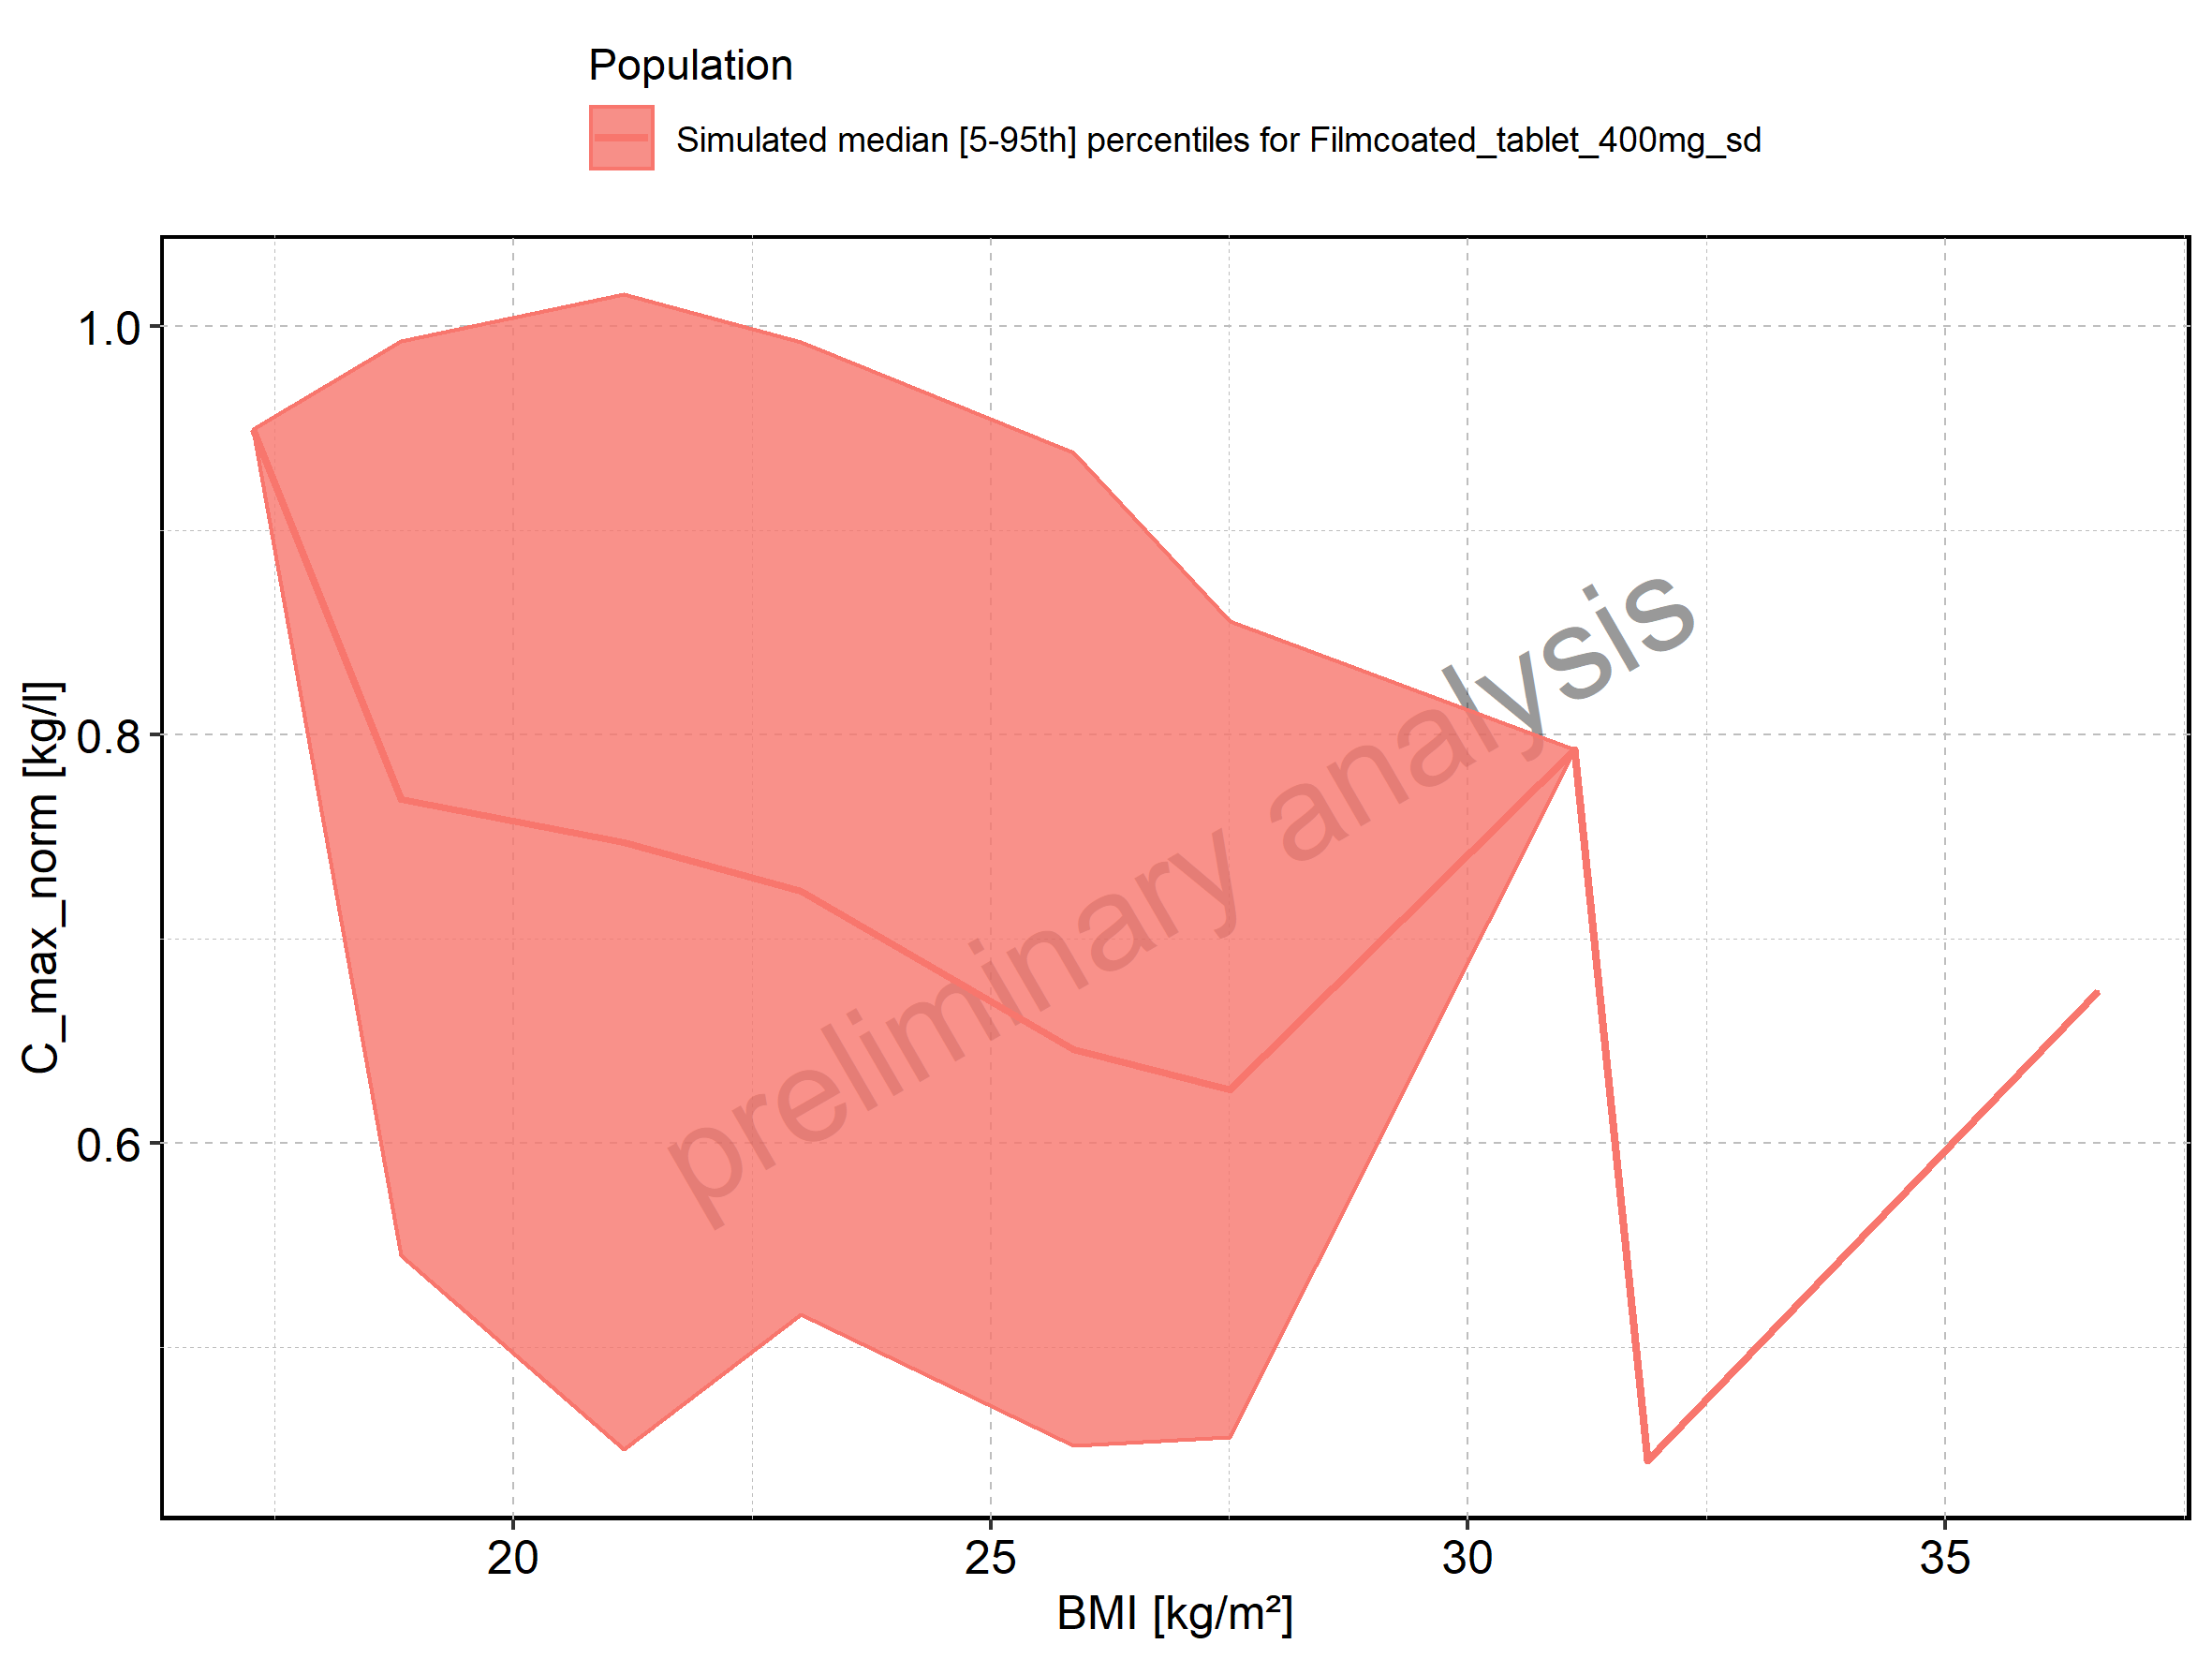 Population
Simulated median [5-95th] percentiles for Filmcoated_tablet_400mg_sd
1.0
0.8
0.6
C_max_norm [kg/l]
preliminary analysis
20 25 30 35
BMI [kg/m²]